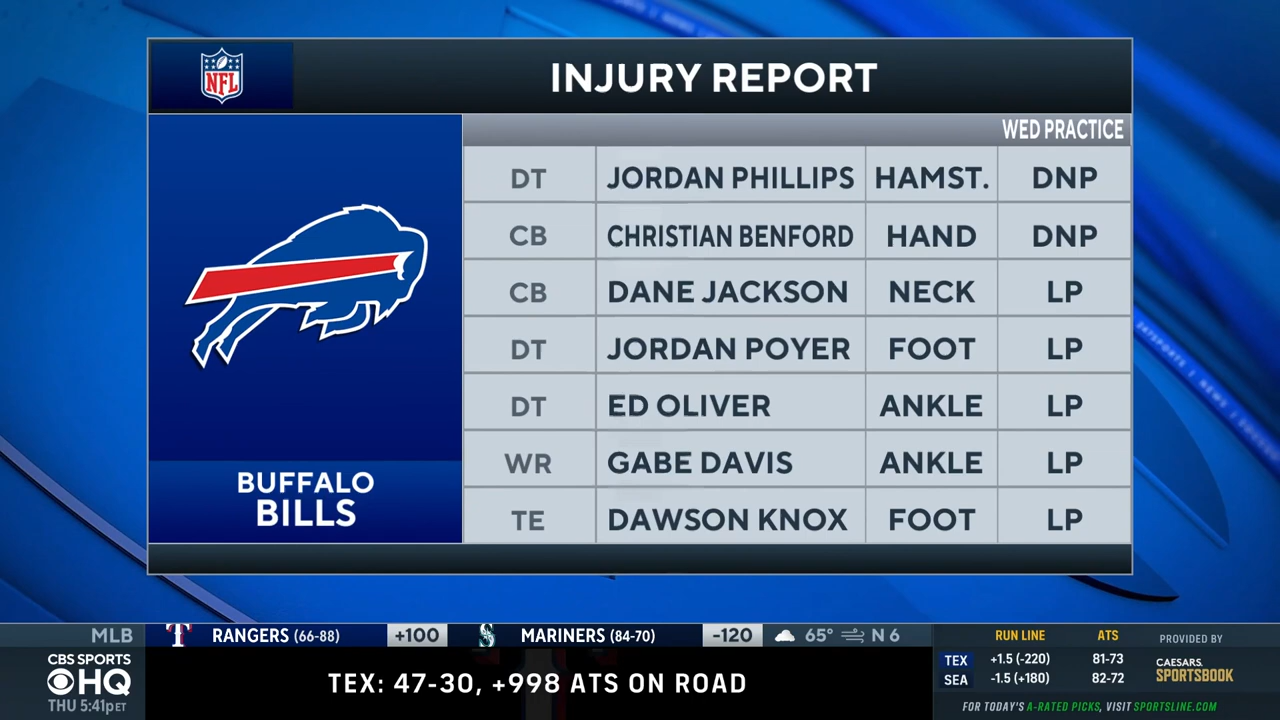 NFL
INJURY REPORT
WED PRACTICE
DT JORDAN PHILLIPS HAMST. DNP
CB CHRISTIAN BENFORD HAND DNP
CB DANE JACKSON NECK LP
DT JORDAN POYER FOOT LP
DT ED OLIVER ANKLE LP
WR GABE DAVIS ANKLE LP
TE DAWSON KNOX FOOT LP
BUFFALO
BILLS
MLB RANGERS (66-88) +100 MARINERS (84-70) -120 65° N 6
CBS SPORTS
HQ
THU 5:41PET
TEX: 47-30, +998 ATS ON ROAD
RUN LINE ATS
TEX +1.5 (-220) 81-73
SEA -1.5 (+180) 82-72
PROVIDED BY
CAESARS
SPORTSBOOK
FOR TODAY'S A-RATED PICKS, VISIT SPORTSLINE.COM